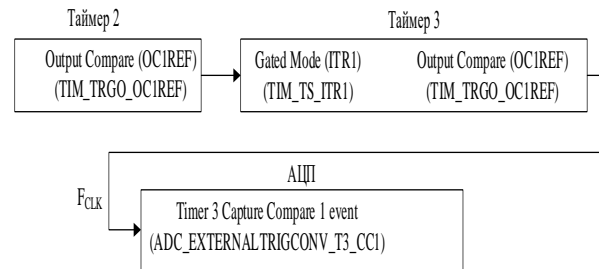 Таймер 2
Output Compare (OC1REF)
(TIM_TRGO_OC1REF)
Таймер 3
Gated Mode (ITR1)
(TIM_TS_ITR1)
Output Compare (OC1REF)
(TIM_TRGO_OC1REF)
FCLK
АЦП
Timer 3 Capture Compare 1 event
(ADC_EXTERNALTRIGCONV_T3_CC1)